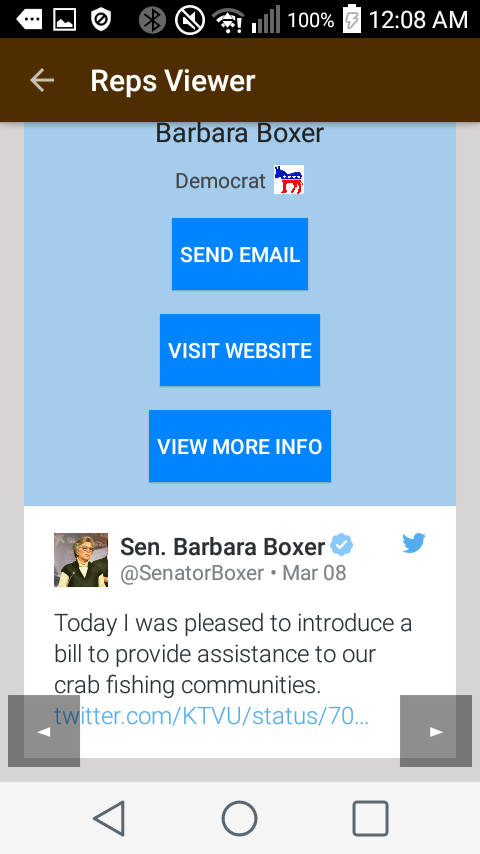 100% 12:08 AM
Reps Viewer
Barbara Boxer
Democrat
SEND EMAIL
VISIT WEBSITE
VIEW MORE INFO
Sen. Barbara Boxer
@SenatorBoxer • Mar 08
Today I was pleased to introduce a
bill to provide assistance to our
crab fishing communities.
twitter.com/KTVU/status/70...